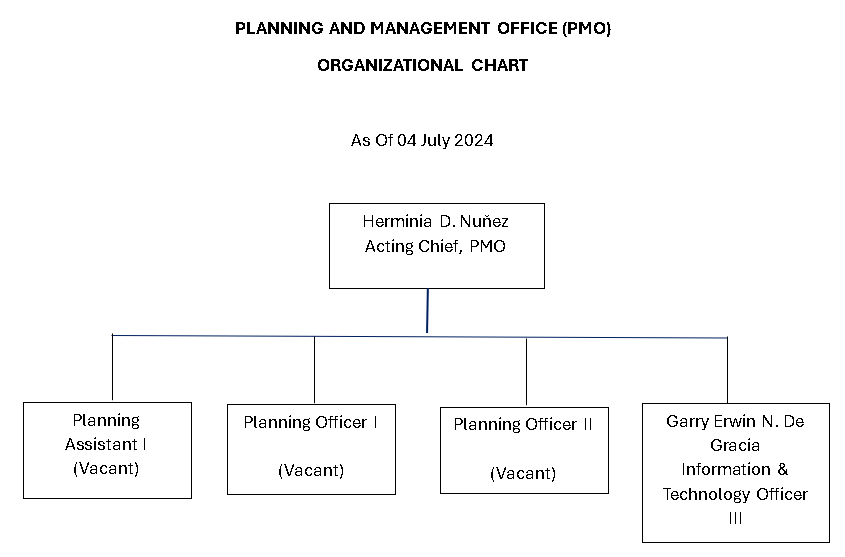 PLANNING AND MANAGEMENT OFFICE (PMO)
ORGANIZATIONAL CHART
As Of 04 July 2024
Herminia D. Nuňez
Acting Chief, PMO
Planning
Assistant I
(Vacant)
Planning Officer I
(Vacant)
Planning Officer II
(Vacant)
Garry Erwin N. De
Gracia
Information &
Technology Officer
III